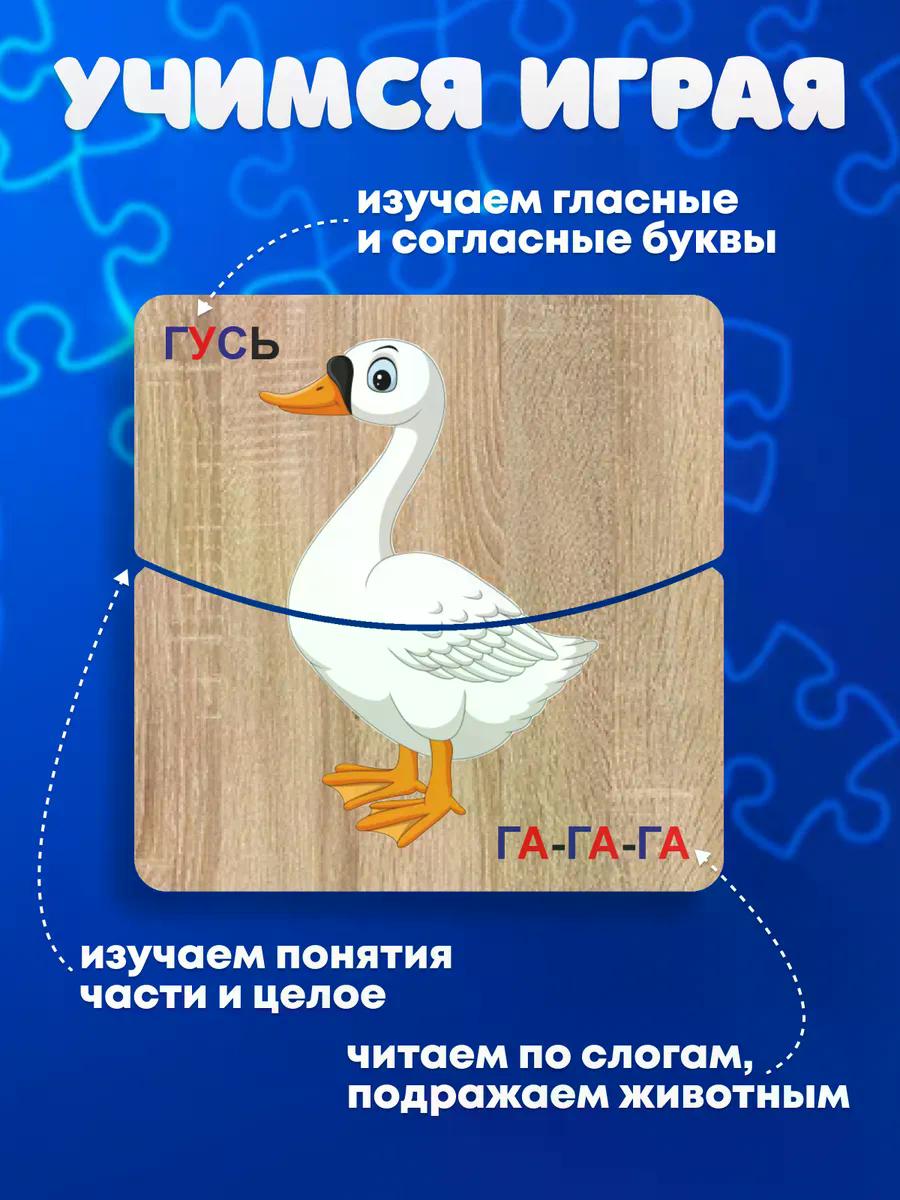 УЧИМСЯ ИГРАЯ
изучаем гласные
и согласные буквы
ГУСЬ
ГА-ГА-ГА
изучаем понятия
части и целое
читаем по слогам,
подражаем животным